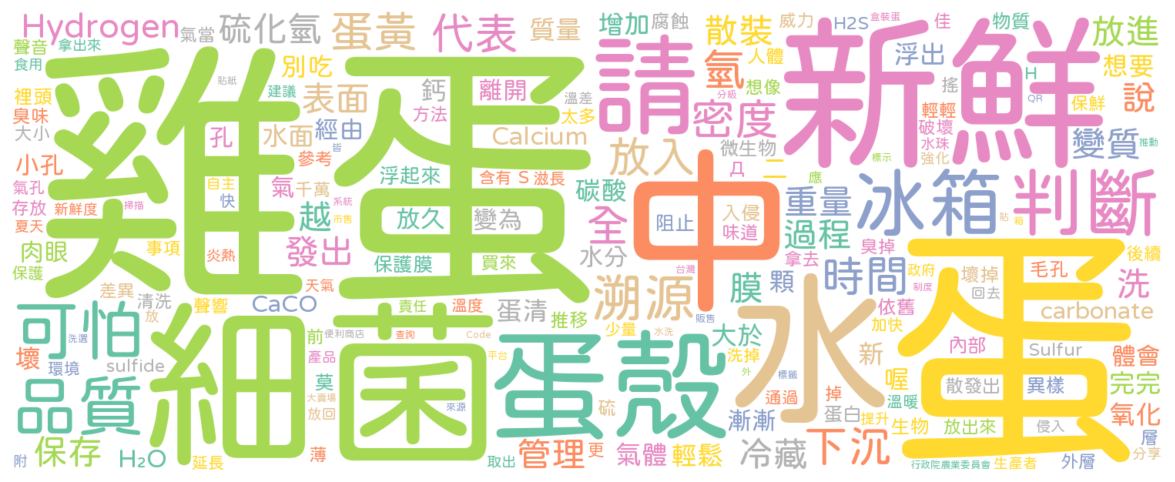 Hydrogen
氣當
硫化氫
蛋黃
代表
質量
增加
腐蝕
散裝
威力
H2S
盒裝蛋
佳
物質
放進
聲音
拿出來
食用
貼紙
別吃
建議
表面
鈣
離開
方法
溫差
太多
請
氫
人體
想像
分級
密度
新鮮
浮出
搖
H
QR
想要
保鮮
說
裡頭
臭味
大小
雞蛋
孔
水面
經由
參考
皆
Calcium
微生物
輕輕
破壞
水珠
強化
變質
推動
小孔
氣孔
存放
新鮮度
掃描
夏天
自主
快
氣
千萬
系統
市售
越
浮起來
含有
S
滋長
放久
變為
放入
碳酸
全
中
阻止
Д
二
入侵
味道
標示
應
重量
過程
臭掉
拿去
冰箱
貼
箱
判斷
肉眼
保護
事項
炎熱
發出
天氣
保護膜
買來
水分
台灣
膜
顆
時間
政府
制度
壞掉
回去
毛孔
後續
洗
差異
清洗
放
聲響
CaCO
責任
溫度
蛋清
推移
溯源
少量
販售
大於
水
依舊
加快
蛋
carbonate
可怕
洗選
壞
環境
sulfide
細菌
前
便利商店
查詢
Code
產品
莫
大賣場
放回
平台
來源
蛋殼
水洗
洗掉
外
標籤
新
內部
Sulfur
體會
喔
散發出
異樣
完完
品質
保存
H₂O
附
延長
薄
取出
管理
更
硫
氣體
輕鬆
漸漸
通過
掉
蛋白
提升
溫暖
生物
放出來
侵入
氧化
層
分享
冷藏
下沉
行政院農業委員會
生產者
外層